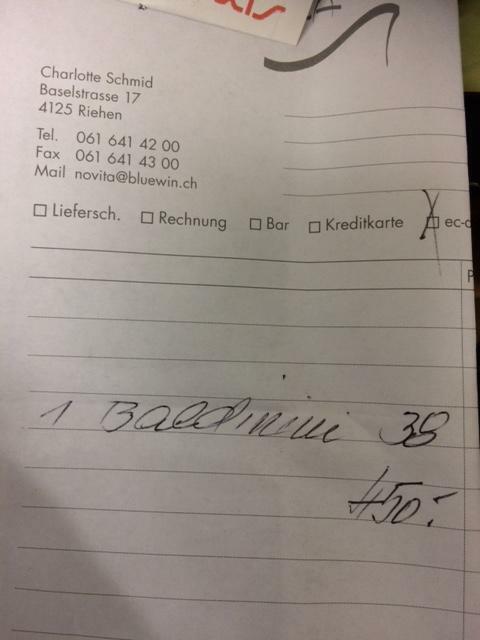 Charlotte Schmid
Baselstrasse 17
4125 Riehen
Tel. 061 641 42 00
Fax 061 641 43 00
Mail novita@bluewin.ch
☐ Liefersch. ☐ Rechnung ☐ Bar ☐ Kreditkarte ☒ ec-
P
1 Baldinini 38
450.-